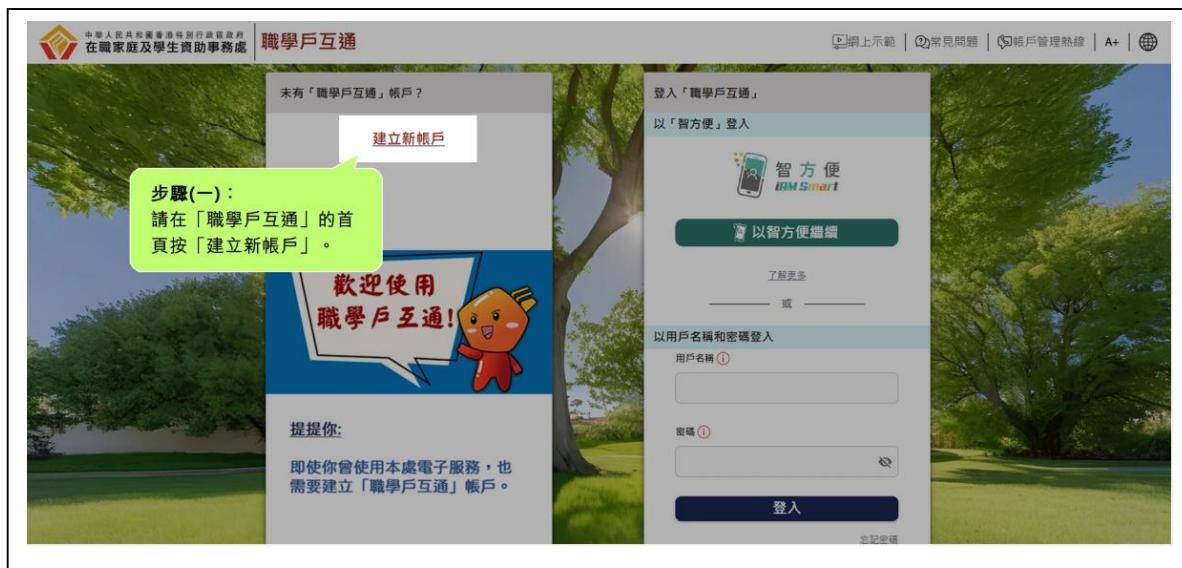 中華人民共和國香港特別行政區政府
在職家庭及學生資助事務處
職學戶互通
網上示範
常見問題
帳戶管理熱線
A+
未有「職學戶互通」帳戶？
建立新帳戶
步驟(一)：
請在「職學戶互通」的首
頁按「建立新帳戶」。
歡迎使用
職學戶互通!
提提你:
即使你曾使用本處電子服務，也
需要建立「職學戶互通」帳戶。
登入「職學戶互通」
以「智方便」登入
智方便
iAM Smart
以智方便繼續
了解更多
或
以用戶名稱和密碼登入
用戶名稱
密碼
登入
忘記密碼